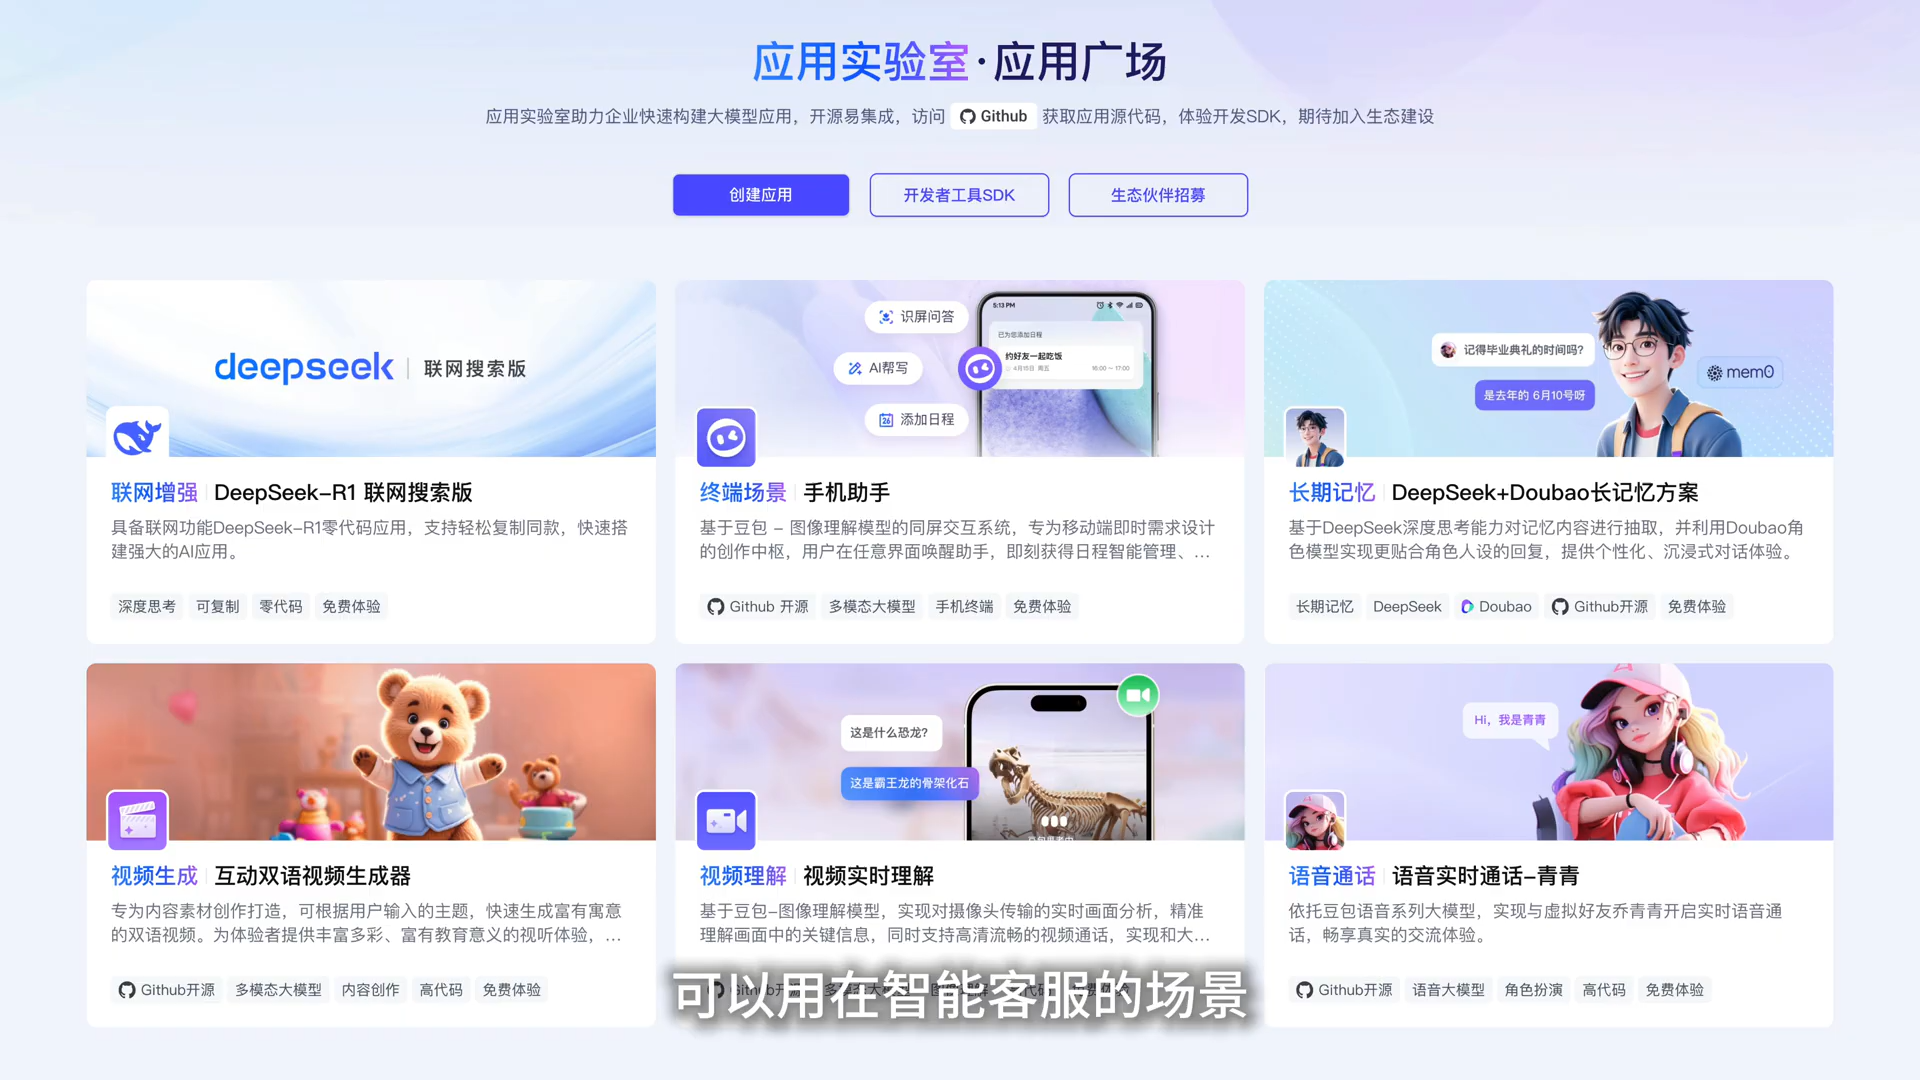 应用实验室·应用广场
应用实验室助力企业快速构建大模型应用，开源易集成，访问 Github 获取应用源代码，体验开发SDK，期待加入生态建设
创建应用 开发者工具SDK 生态伙伴招募
deepseek | 联网搜索版
联网增强 DeepSeek-R1 联网搜索版
具备联网功能DeepSeek-R1零代码应用，支持轻松复制同款，快速搭
建强大的AI应用。
深度思考 可复制 零代码 免费体验
识屏问答
AI帮写
添加日程
5:13 PM
已为您添加日程
约好友一起吃饭
4月15日 周五 16:00 ~ 17:00
终端场景 手机助手
基于豆包 - 图像理解模型的同屏交互系统，专为移动端即时需求设计
的创作中枢，用户在任意界面唤醒助手，即刻获得日程智能管理、...
Github 开源 多模态大模型 手机终端 免费体验
记得毕业典礼的时间吗?
是去年的 6月10号呀
mem0
长期记忆 DeepSeek+Doubao长记忆方案
基于DeepSeek深度思考能力对记忆内容进行抽取，并利用Doubao角
色模型实现更贴合角色人设的回复，提供个性化、沉浸式对话体验。
长期记忆 DeepSeek Doubao Github开源 免费体验
视频生成 互动双语视频生成器
专为内容素材创作打造，可根据用户输入的主题，快速生成富有寓意
的双语视频。为体验者提供丰富多彩、富有教育意义的视听体验，...
Github开源 多模态大模型 内容创作 高代码 免费体验
这是什么恐龙?
这是霸王龙的骨架化石
视频理解 视频实时理解
基于豆包-图像理解模型，实现对摄像头传输的实时画面分析，精准
理解画面中的关键信息，同时支持高清流畅的视频通话，实现和大...
可以用在智能客服的场景
Hi，我是青青
语音通话 语音实时通话-青青
依托豆包语音系列大模型，实现与虚拟好友乔青青开启实时语音通
话，畅享真实的交流体验。
Github开源 语音大模型 角色扮演 高代码 免费体验